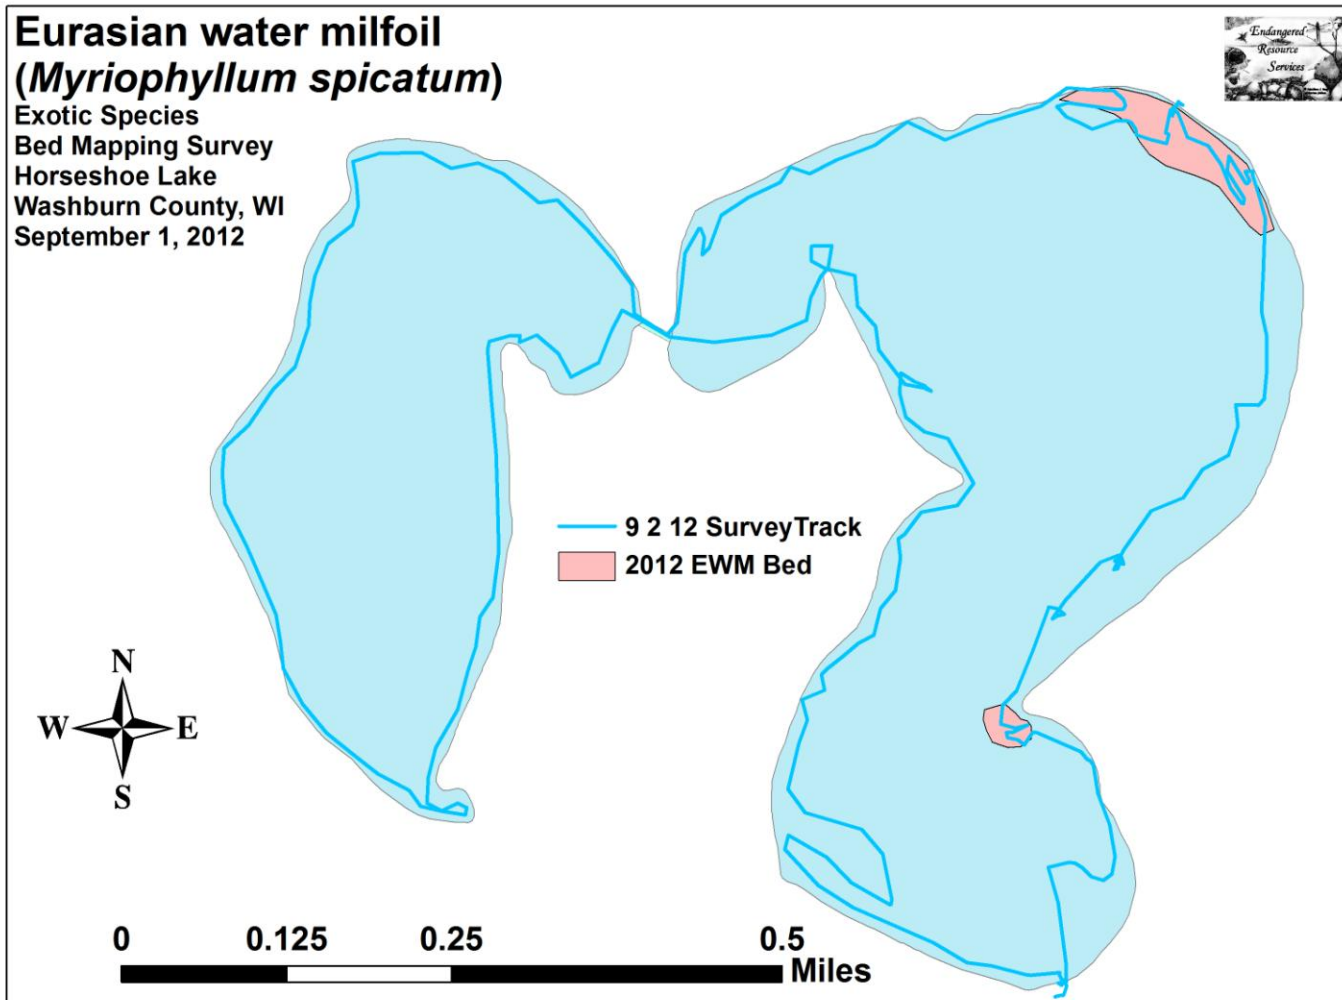 Eurasian water milfoil
(Myriophyllum spicatum)
Exotic Species
Bed Mapping Survey
Horseshoe Lake
Washburn County, WI
September 1, 2012
Endangered
Resource
Services
9 2 12 SurveyTrack
2012 EWM Bed
N
W E
S
0 0.125 0.25 0.5
Miles